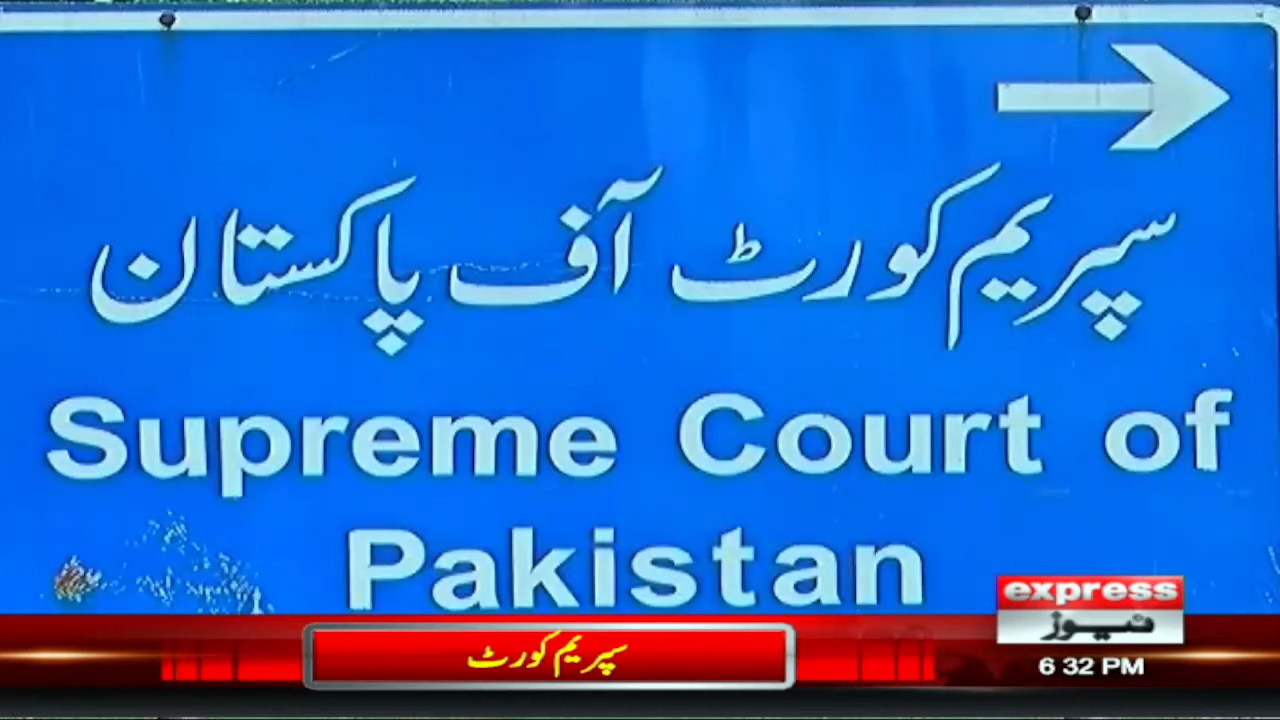 سپریم کورٹ آف پاکستان
Supreme Court of
Pakistan
express
نیوز
سپریم کورٹ
6 32 PM